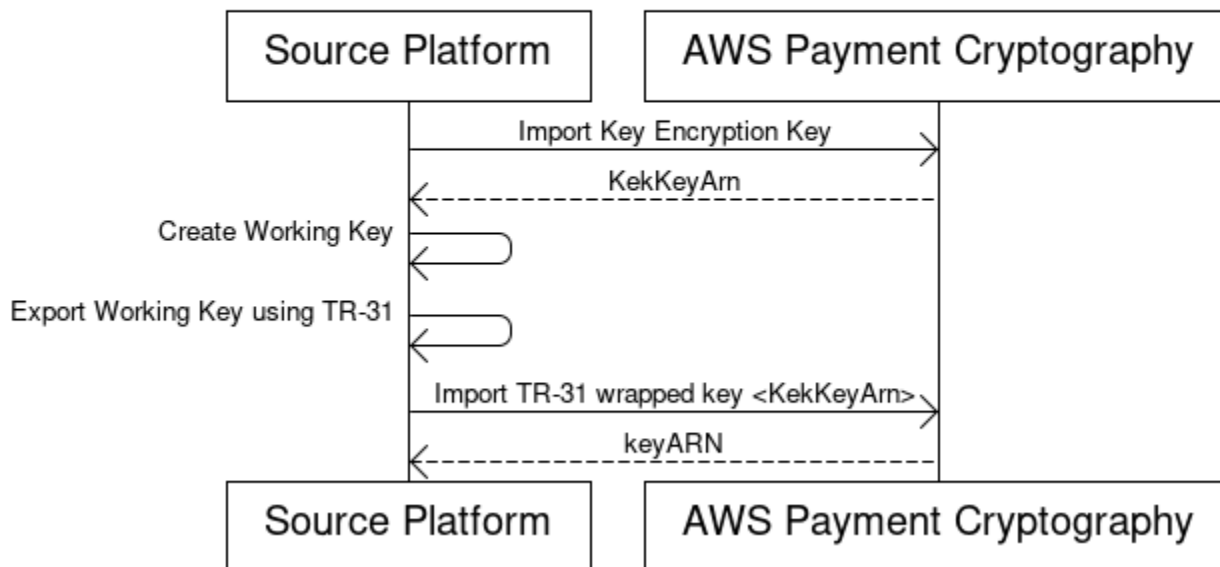 Source Platform
AWS Payment Cryptography
Import Key Encryption Key
KekKeyArn
Create Working Key
Export Working Key using TR-31
Import TR-31 wrapped key <KekKeyArn>
keyARN
Source Platform
AWS Payment Cryptography